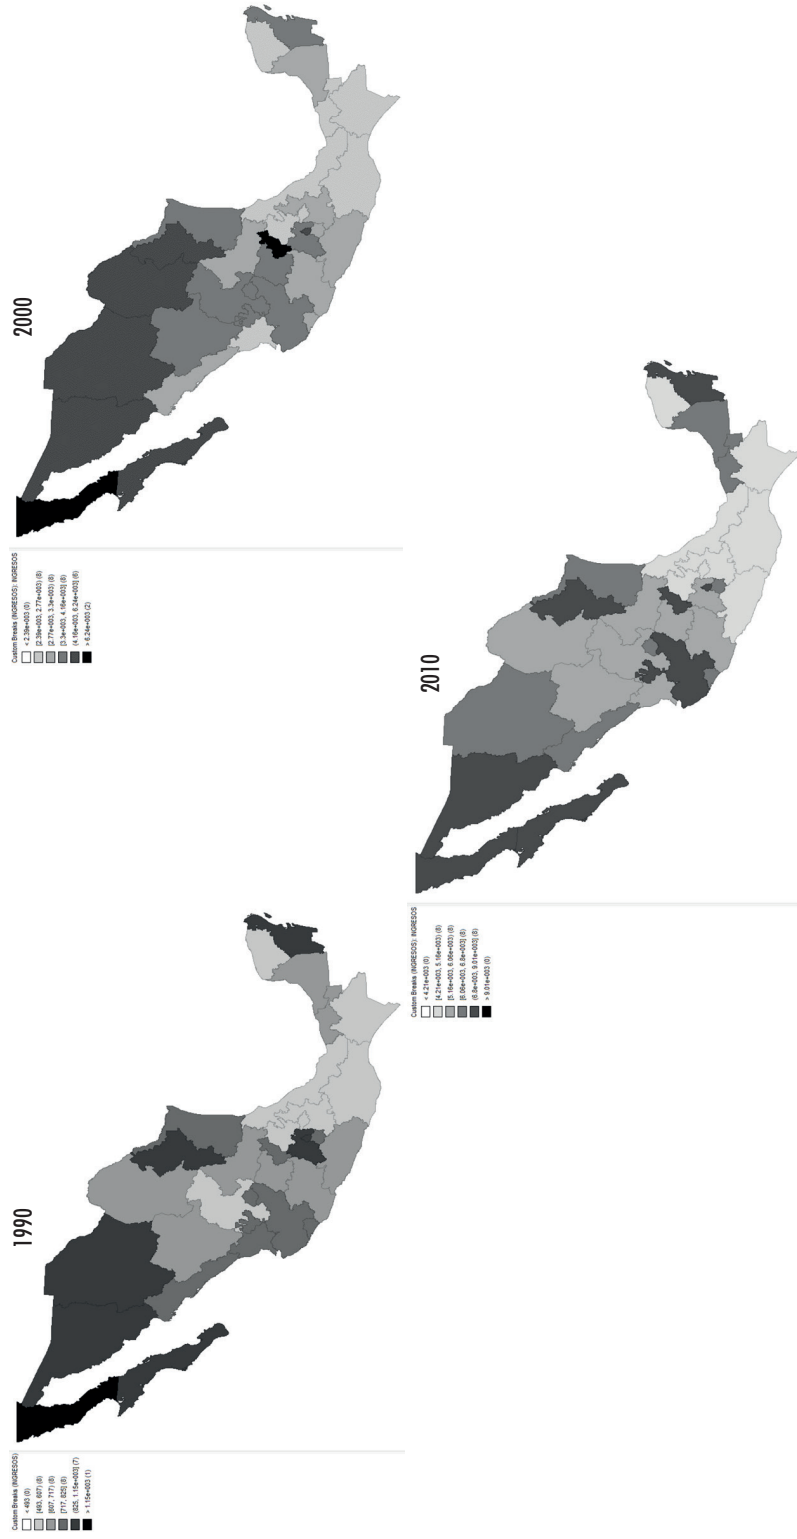 1990
Custom Breaks (INGRESOS)
< 493 (0)
[493, 607) (8)
[607, 717) (8)
[717, 825] (8)
(825, 1.15e+003] (7)
> 1.15e+003 (1)
2000
Custom Breaks (INGRESOS): INGRESOS
< 2.39e+003 (0)
[2.39e+003, 2.77e+003) (8)
[2.77e+003, 3.3e+003) (8)
[3.3e+003, 4.16e+003] (8)
(4.16e+003, 6.24e+003] (6)
> 6.24e+003 (2)
2010
Custom Breaks (INGRESOS): INGRESOS
< 4.21e+003 (0)
[4.21e+003, 5.16e+003) (8)
[5.16e+003, 6.06e+003) (8)
[6.06e+003, 6.8e+003] (8)
(6.8e+003, 9.01e+003] (8)
> 9.01e+003 (0)